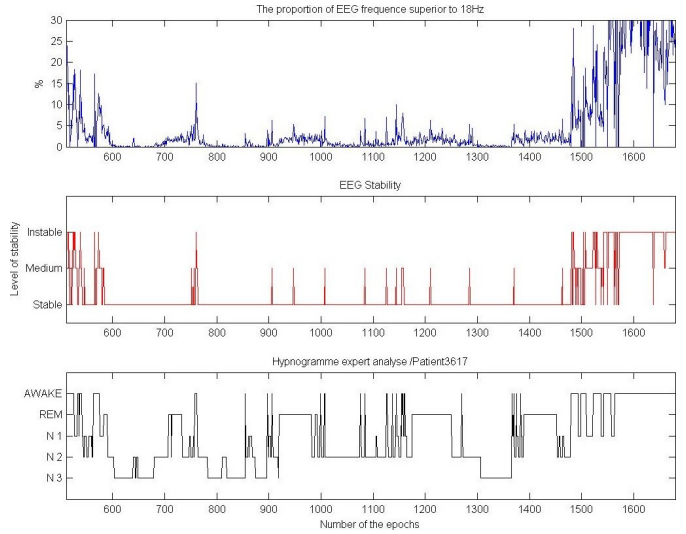 The proportion of EEG frequence superior to 18Hz
30
25
20
15
10
5
0
%
600 700 800 900 1000 1100 1200 1300 1400 1500 1600
EEG Stability
Instable
Medium
Stable
Level of stability
600 700 800 900 1000 1100 1200 1300 1400 1500 1600
Hypnogramme expert analyse /Patient3617
AWAKE
REM
N 1
N 2
N 3
600 700 800 900 1000 1100 1200 1300 1400 1500 1600
Number of the epochs